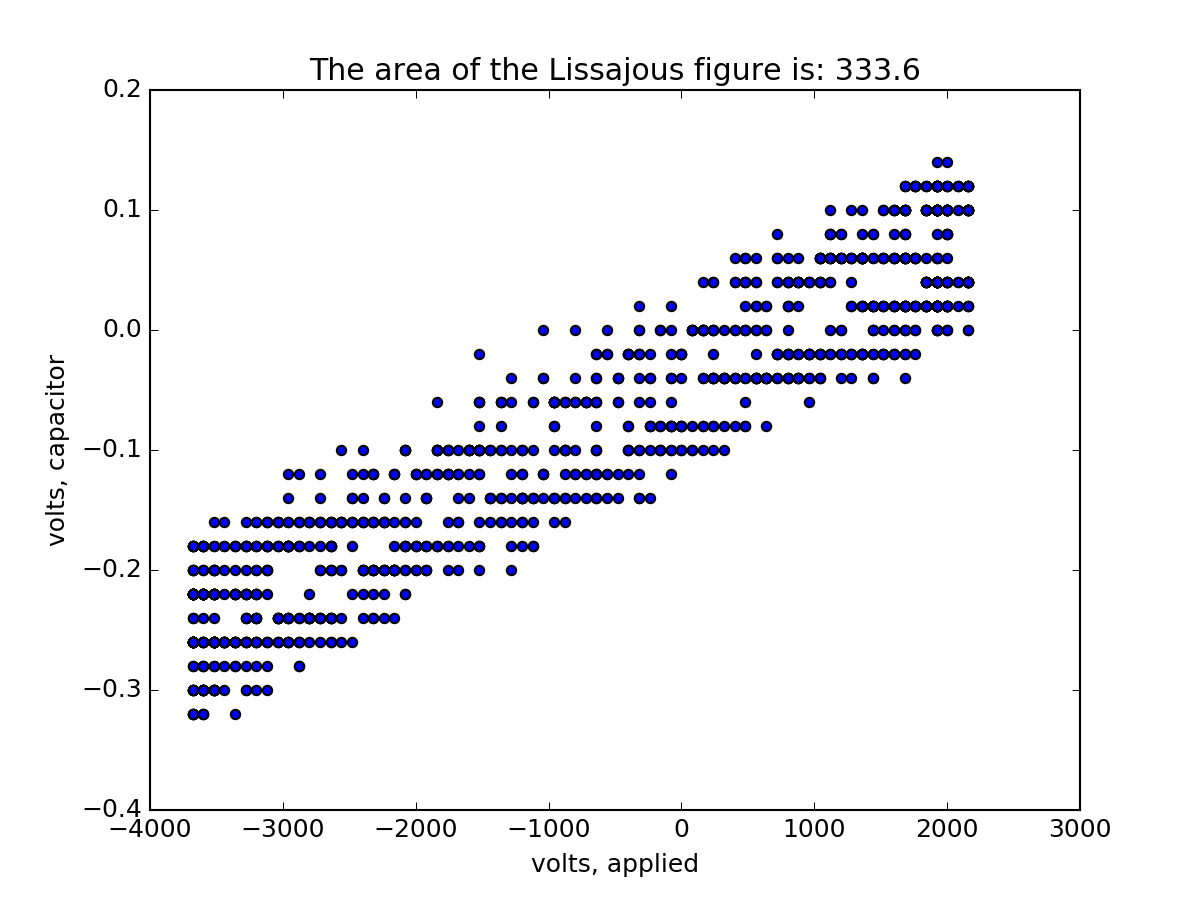 The area of the Lissajous figure is: 333.6
0.2
0.1
0.0
−0.1
−0.2
−0.3
−0.4
volts, capacitor
−4000 −3000 −2000 −1000 0 1000 2000 3000
volts, applied